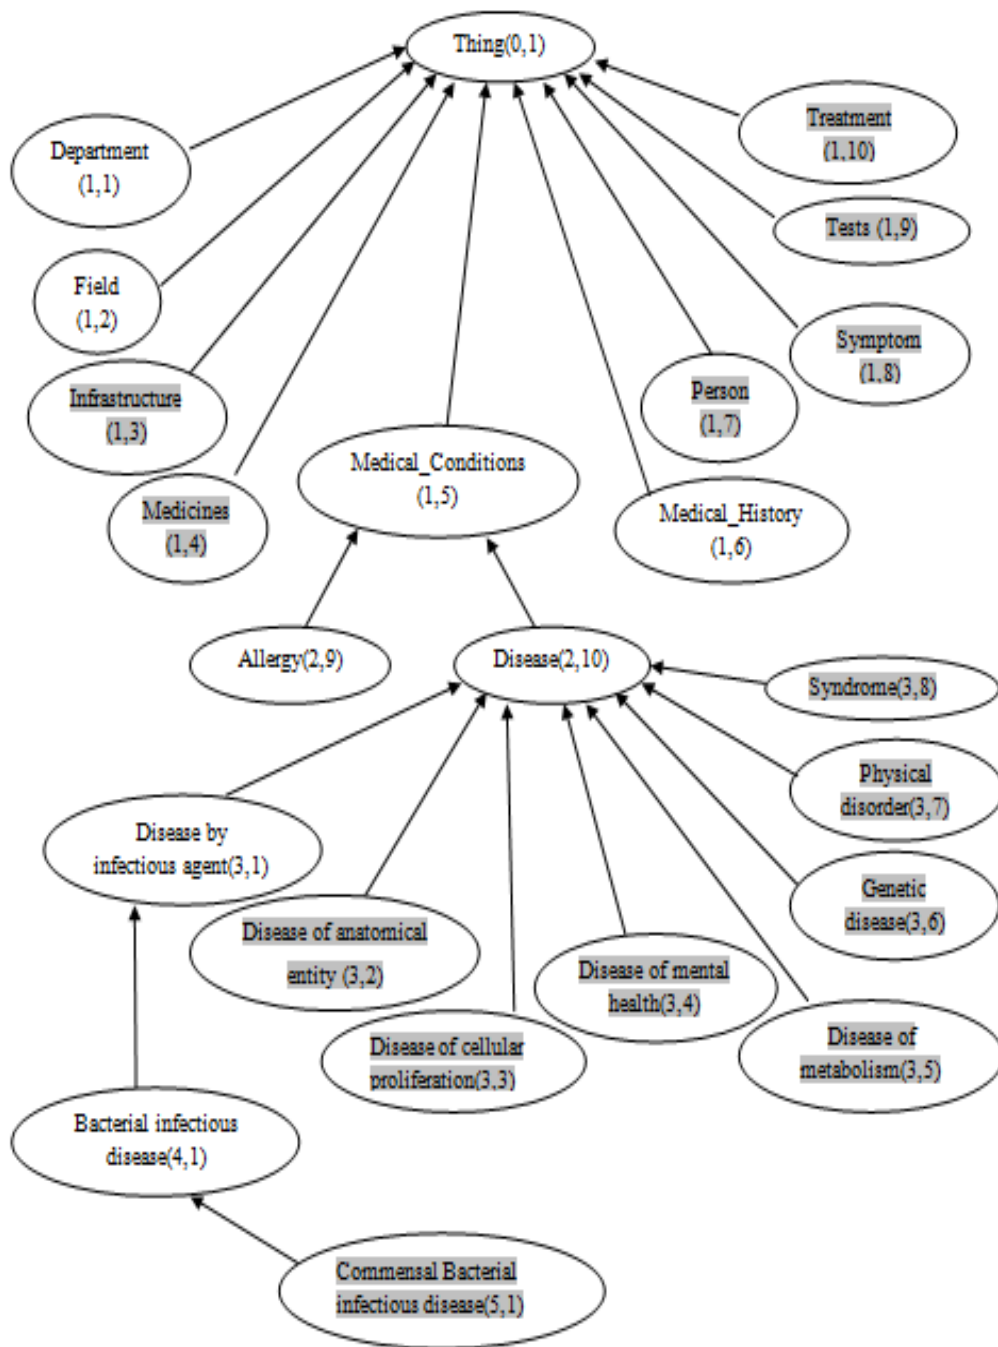 Thing(0,1)
Department
(1,1)
Treatment
(1,10)
Tests (1,9)
Field
(1,2)
Symptom
(1,8)
Infrastructure
(1,3)
Person
(1,7)
Medical_Conditions
(1,5)
Medicines
(1,4)
Medical_History
(1,6)
Allergy(2,9)
Disease(2,10)
Syndrome(3,8)
Physical
disorder(3,7)
Disease by
infectious agent(3,1)
Genetic
disease(3,6)
Disease of anatomical
entity (3,2)
Disease of mental
health(3,4)
Disease of cellular
proliferation(3,3)
Disease of
metabolism(3,5)
Bacterial infectious
disease(4,1)
Commensal Bacterial
infectious disease(5,1)